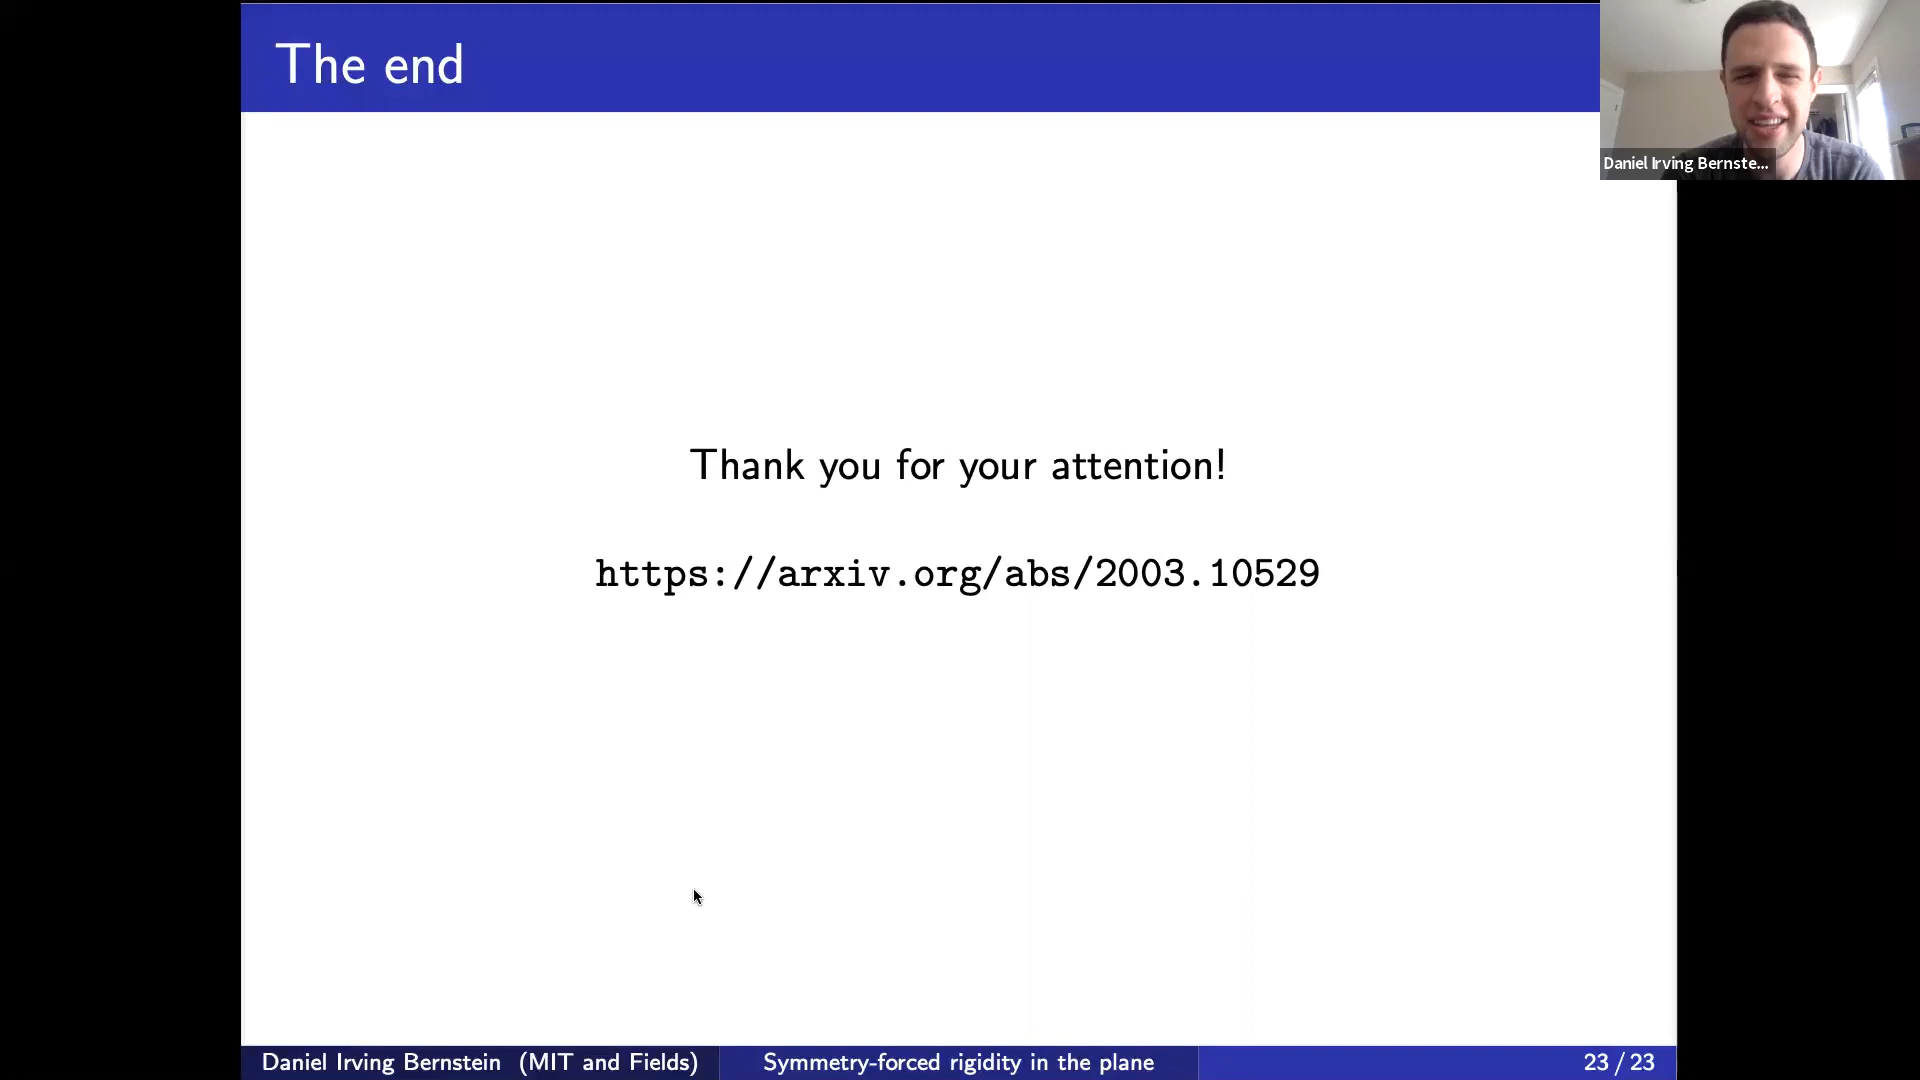 The end
Daniel Irving Bernste...
Thank you for your attention!
https://arxiv.org/abs/2003.10529
Daniel Irving Bernstein (MIT and Fields) Symmetry-forced rigidity in the plane 23 / 23